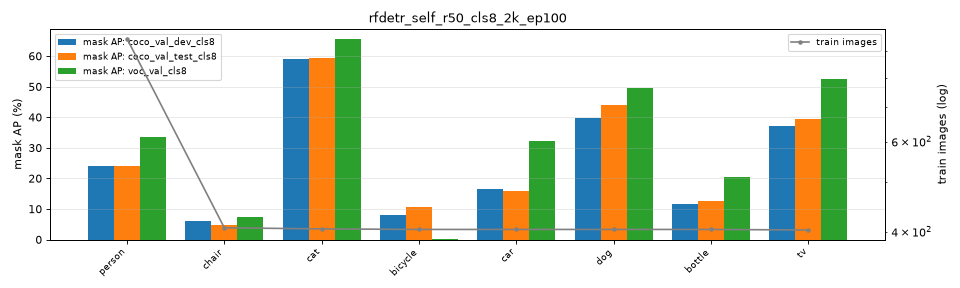 rfdetr_self_r50_cls8_2k_ep100
mask AP: coco_val_dev_cls8
mask AP: coco_val_test_cls8
mask AP: voc_val_cls8
train images
mask AP (%)
60
50
40
30
20
10
0
6 × 10²
4 × 10²
train images (log)
person
chair
cat
bicycle
car
dog
bottle
tv